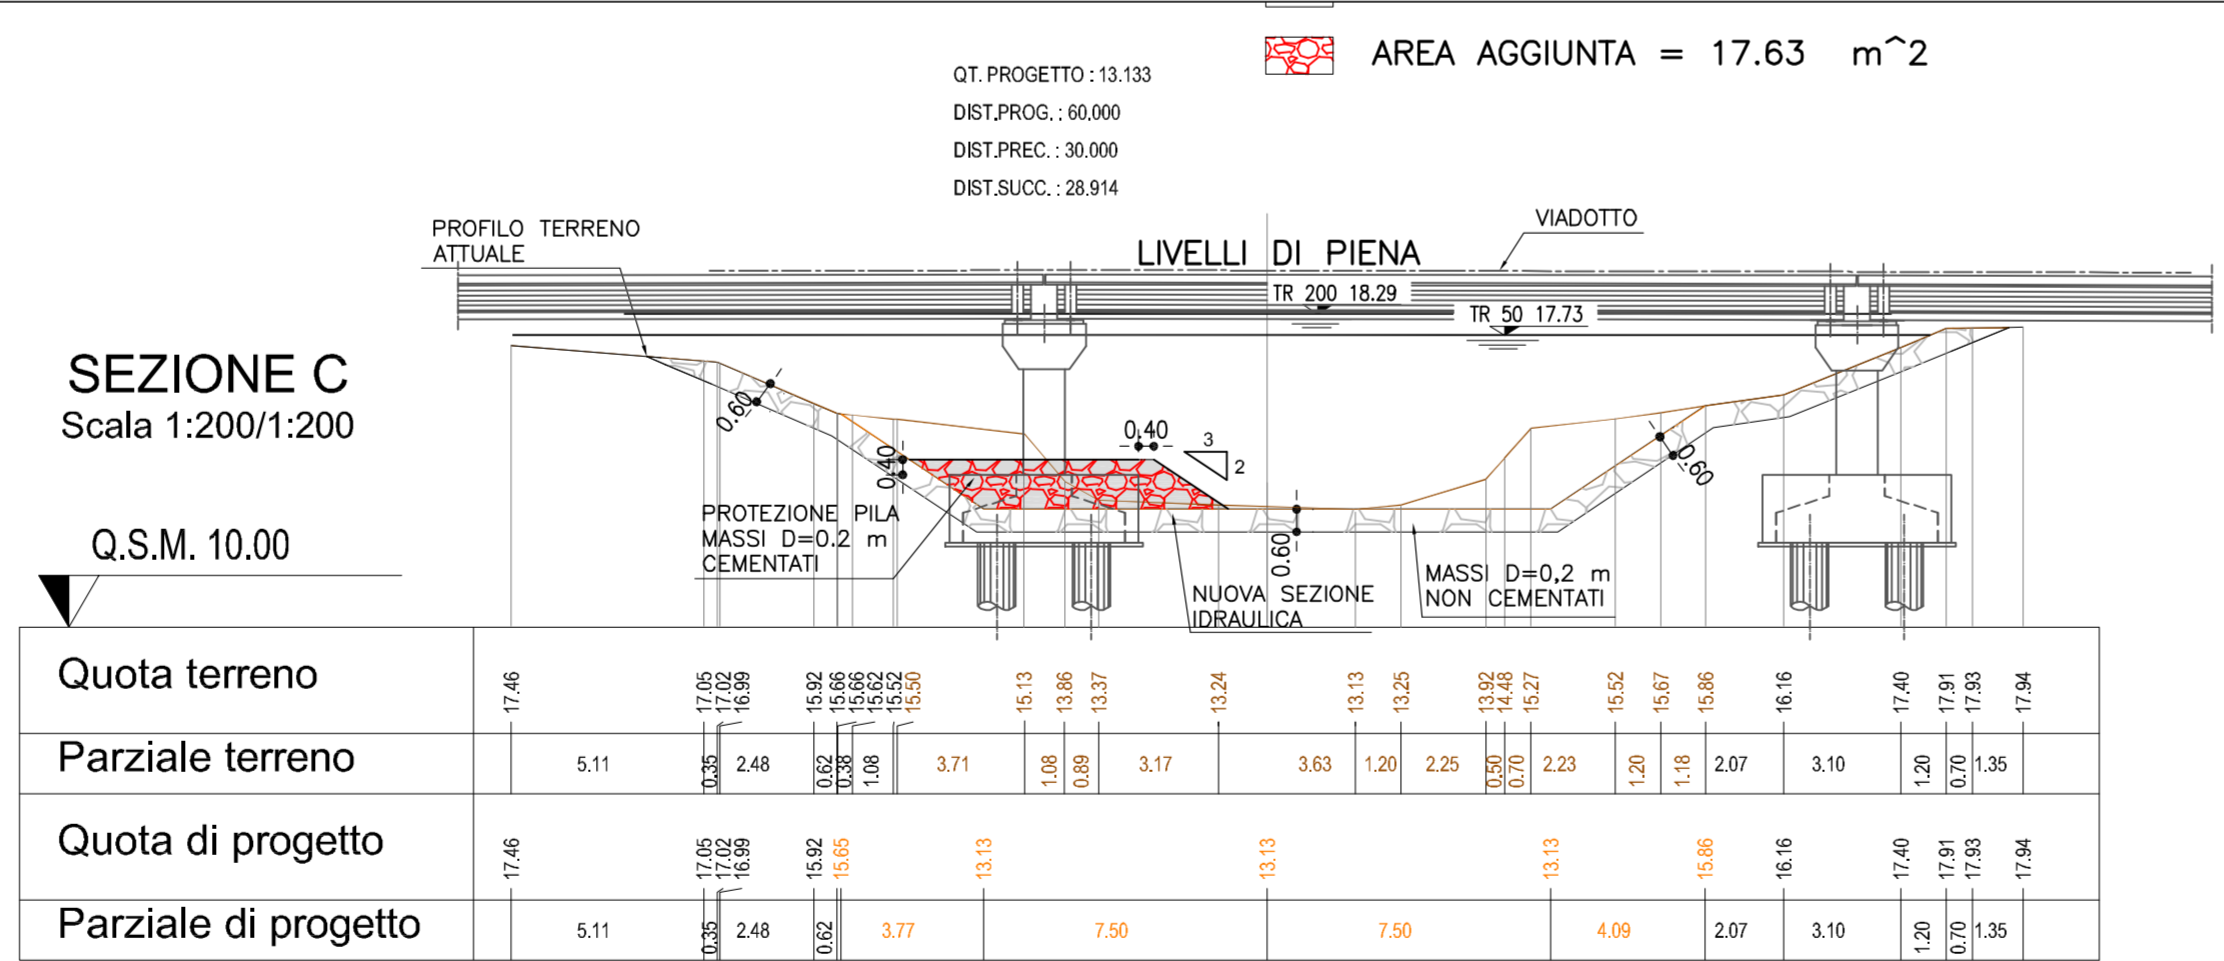 AREA AGGIUNTA = 17.63 m^2
QT. PROGETTO : 13.133
DIST.PROG. : 60.000
DIST.PREC. : 30.000
DIST.SUCC. : 28.914
PROFILO TERRENO
ATTUALE
VIADOTTO
LIVELLI DI PIENA
TR 200 18.29
TR 50 17.73
SEZIONE C
Scala 1:200/1:200
0.60
0.40
0.40
3
2
0.60
PROTEZIONE PILA
MASSI D=0.2 m
CEMENTATI
0.60
NUOVA SEZIONE
IDRAULICA
MASSI D=0,2 m
NON CEMENTATI
Q.S.M. 10.00
Quota terreno 17.46 17.05 17.02 16.99 15.92 15.66 15.66 15.62 15.52 15.50 15.13 13.86 13.37 13.24 13.13 13.25 13.92 14.48 15.27 15.52 15.67 15.86 16.16 17.40 17.91 17.93 17.94
Parziale terreno 5.11 0.35 2.48 0.62 0.38 1.08 3.71 1.08 0.89 3.17 3.63 1.20 2.25 0.50 0.70 2.23 1.20 1.18 2.07 3.10 1.20 0.70 1.35
Quota di progetto 17.46 17.05 17.02 16.99 15.92 15.65 13.13 13.13 13.13 15.86 16.16 17.40 17.91 17.93 17.94
Parziale di progetto 5.11 0.35 2.48 0.62 3.77 7.50 7.50 4.09 2.07 3.10 1.20 0.70 1.35